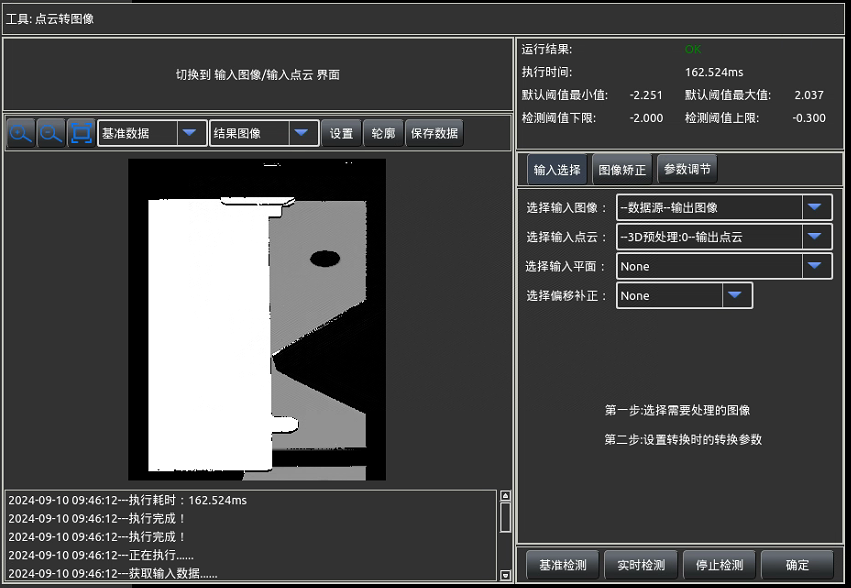 工具: 点云转图像
切换到 输入图像/输入点云 界面
基准数据 结果图像 设置 轮廓 保存数据
2024-09-10 09:46:12---执行耗时：162.524ms
2024-09-10 09:46:12---执行完成！
2024-09-10 09:46:12---执行完成！
2024-09-10 09:46:12---正在执行......
2024-09-10 09:46:12---获取输入数据......
运行结果: OK
执行时间: 162.524ms
默认阈值最小值: -2.251 默认阈值最大值: 2.037
检测阈值下限: -2.000 检测阈值上限: -0.300
输入选择 图像矫正 参数调节
选择输入图像： --数据源--输出图像
选择输入点云： --3D预处理:0--输出点云
选择输入平面： None
选择偏移补正： None
第一步:选择需要处理的图像
第二步:设置转换时的转换参数
基准检测 实时检测 停止检测 确定